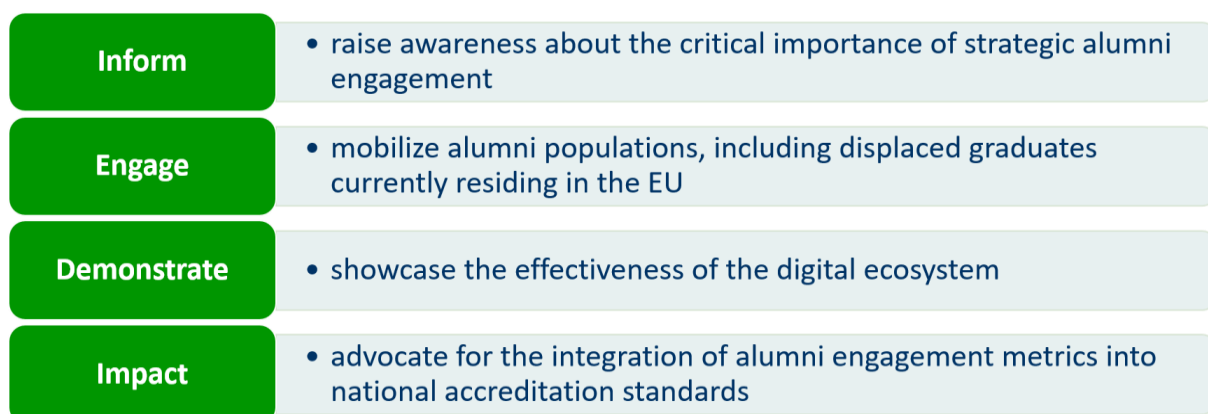 Inform
• raise awareness about the critical importance of strategic alumni
engagement
Engage
• mobilize alumni populations, including displaced graduates
currently residing in the EU
Demonstrate
• showcase the effectiveness of the digital ecosystem
Impact
• advocate for the integration of alumni engagement metrics into
national accreditation standards